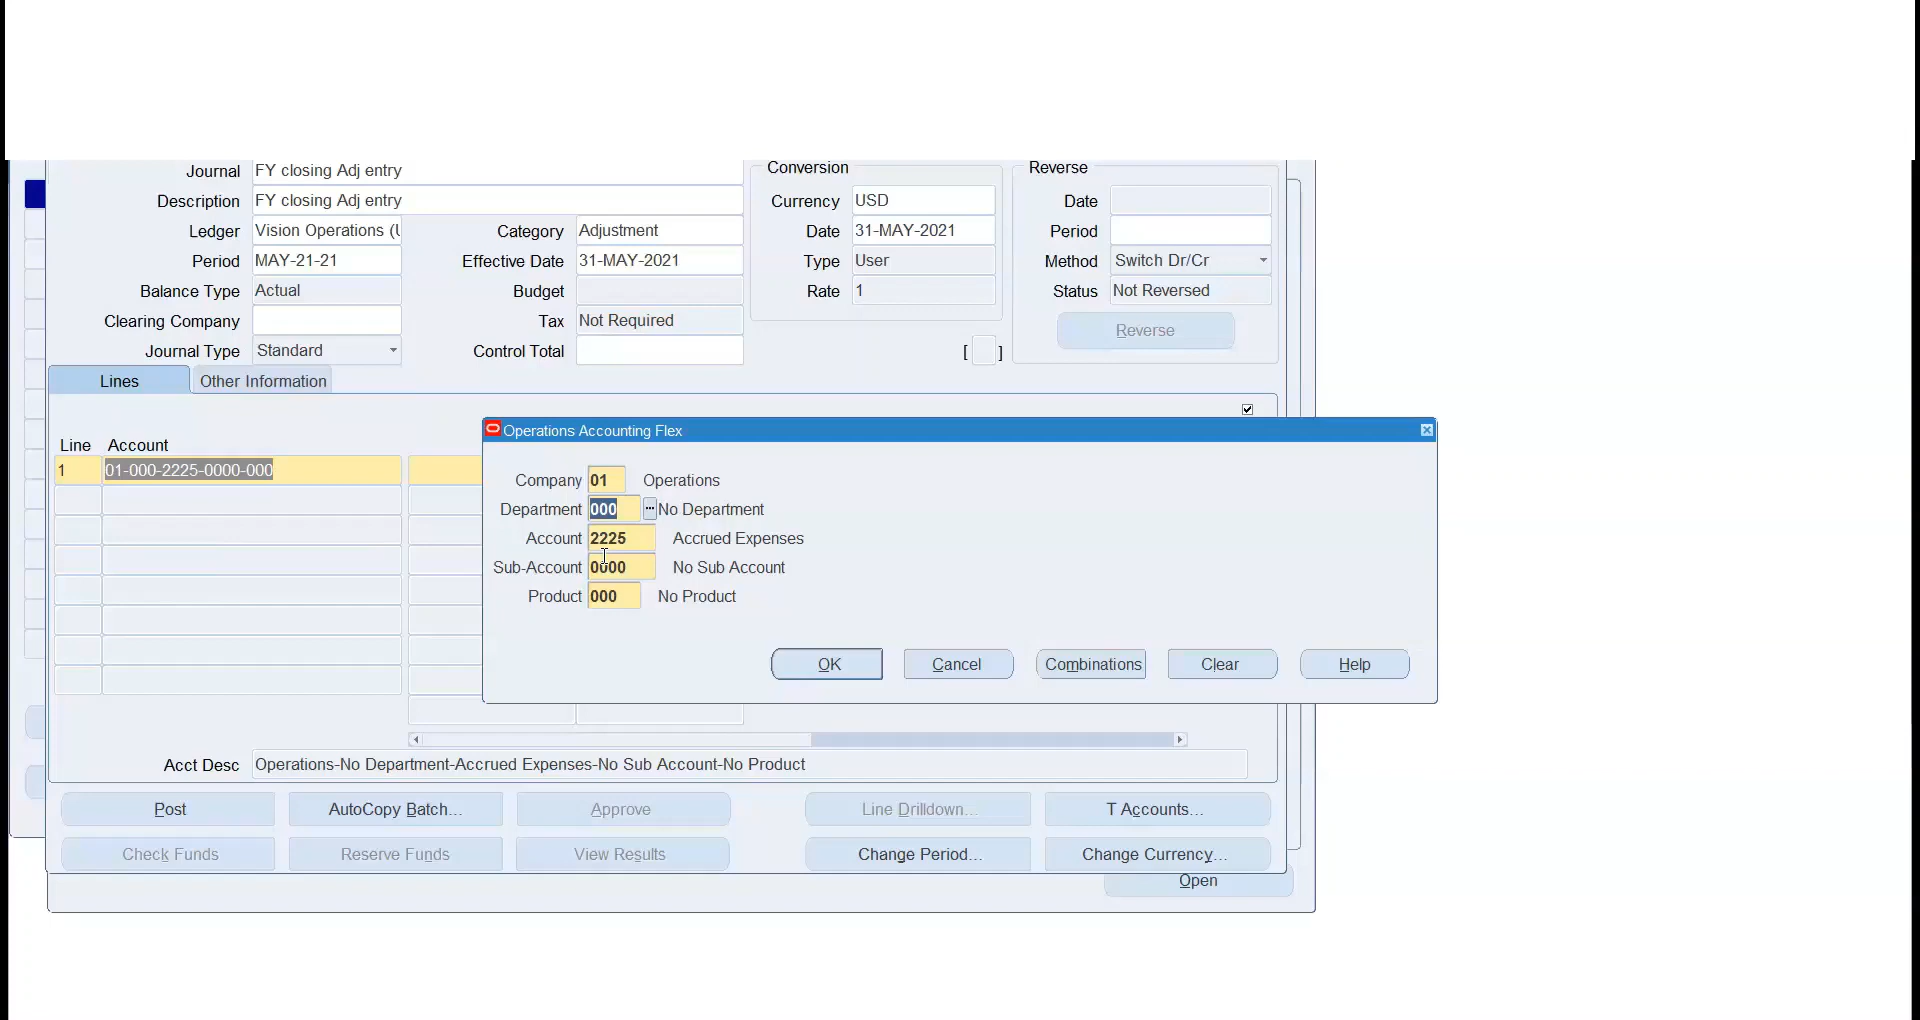 Journal FY closing Adj entry
Description FY closing Adj entry
Ledger Vision Operations (U Category Adjustment
Period MAY-21-21 Effective Date 31-MAY-2021
Balance Type Actual Budget
Clearing Company Tax Not Required
Journal Type Standard Control Total
Conversion
Currency USD
Date 31-MAY-2021
Type User
Rate 1
[ ]
Reverse
Date
Period
Method Switch Dr/Cr
Status Not Reversed
Reverse
Lines Other Information
Line Account
1 01-000-2225-0000-000
Operations Accounting Flex
Company 01 Operations
Department 000 ... No Department
Account 2225 Accrued Expenses
Sub-Account 0000 No Sub Account
Product 000 No Product
OK Cancel Combinations Clear Help
Acct Desc Operations-No Department-Accrued Expenses-No Sub Account-No Product
Post AutoCopy Batch... Approve Line Drilldown... T Accounts...
Check Funds Reserve Funds View Results Change Period... Change Currency...
Open